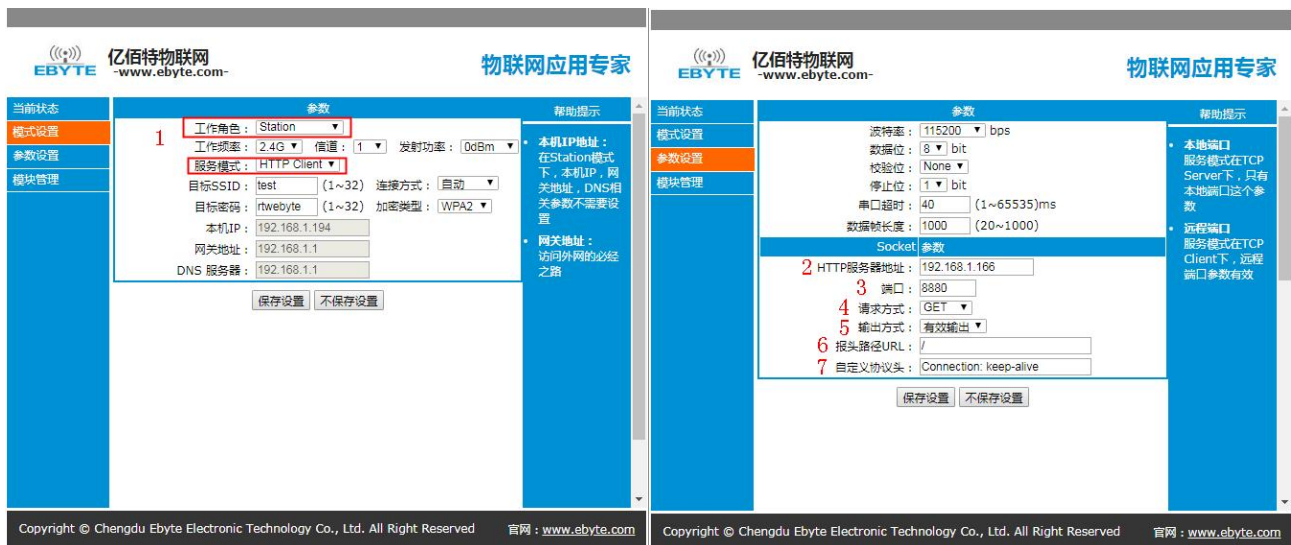 EBYTE
亿佰特物联网
-www.ebyte.com-
物联网应用专家
当前状态
模式设置
参数设置
模块管理
参数
1
工作角色： Station
工作频率： 2.4G 信道： 1 发射功率： 0dBm
服务模式： HTTP Client
目标SSID： test (1~32) 连接方式： 自动
目标密码： rtwebyte (1~32) 加密类型： WPA2
本机IP： 192.168.1.194
网关地址： 192.168.1.1
DNS 服务器： 192.168.1.1
保存设置 不保存设置
帮助提示
• 本机IP地址：
在Station模式
下，本机IP，网
关地址，DNS相
关参数不需要设
置
• 网关地址：
访问外网的必经
之路
Copyright © Chengdu Ebyte Electronic Technology Co., Ltd. All Right Reserved 官网：www.ebyte.com
EBYTE
亿佰特物联网
-www.ebyte.com-
物联网应用专家
当前状态
模式设置
参数设置
模块管理
参数
波特率： 115200 bps
数据位： 8 bit
校验位： None
停止位： 1 bit
串口超时： 40 (1~65535)ms
数据帧长度： 1000 (20~1000)
Socket 参数
2 HTTP服务器地址： 192.168.1.166
3 端口： 8880
4 请求方式： GET
5 输出方式： 有效输出
6 报头路径URL： /
7 自定义协议头： Connection: keep-alive
保存设置 不保存设置
帮助提示
• 本地端口
服务模式在TCP
Server下，只有
本地端口这个参
数
• 远程端口
服务模式在TCP
Client下，远程
端口参数有效
Copyright © Chengdu Ebyte Electronic Technology Co., Ltd. All Right Reserved 官网：www.ebyte.com